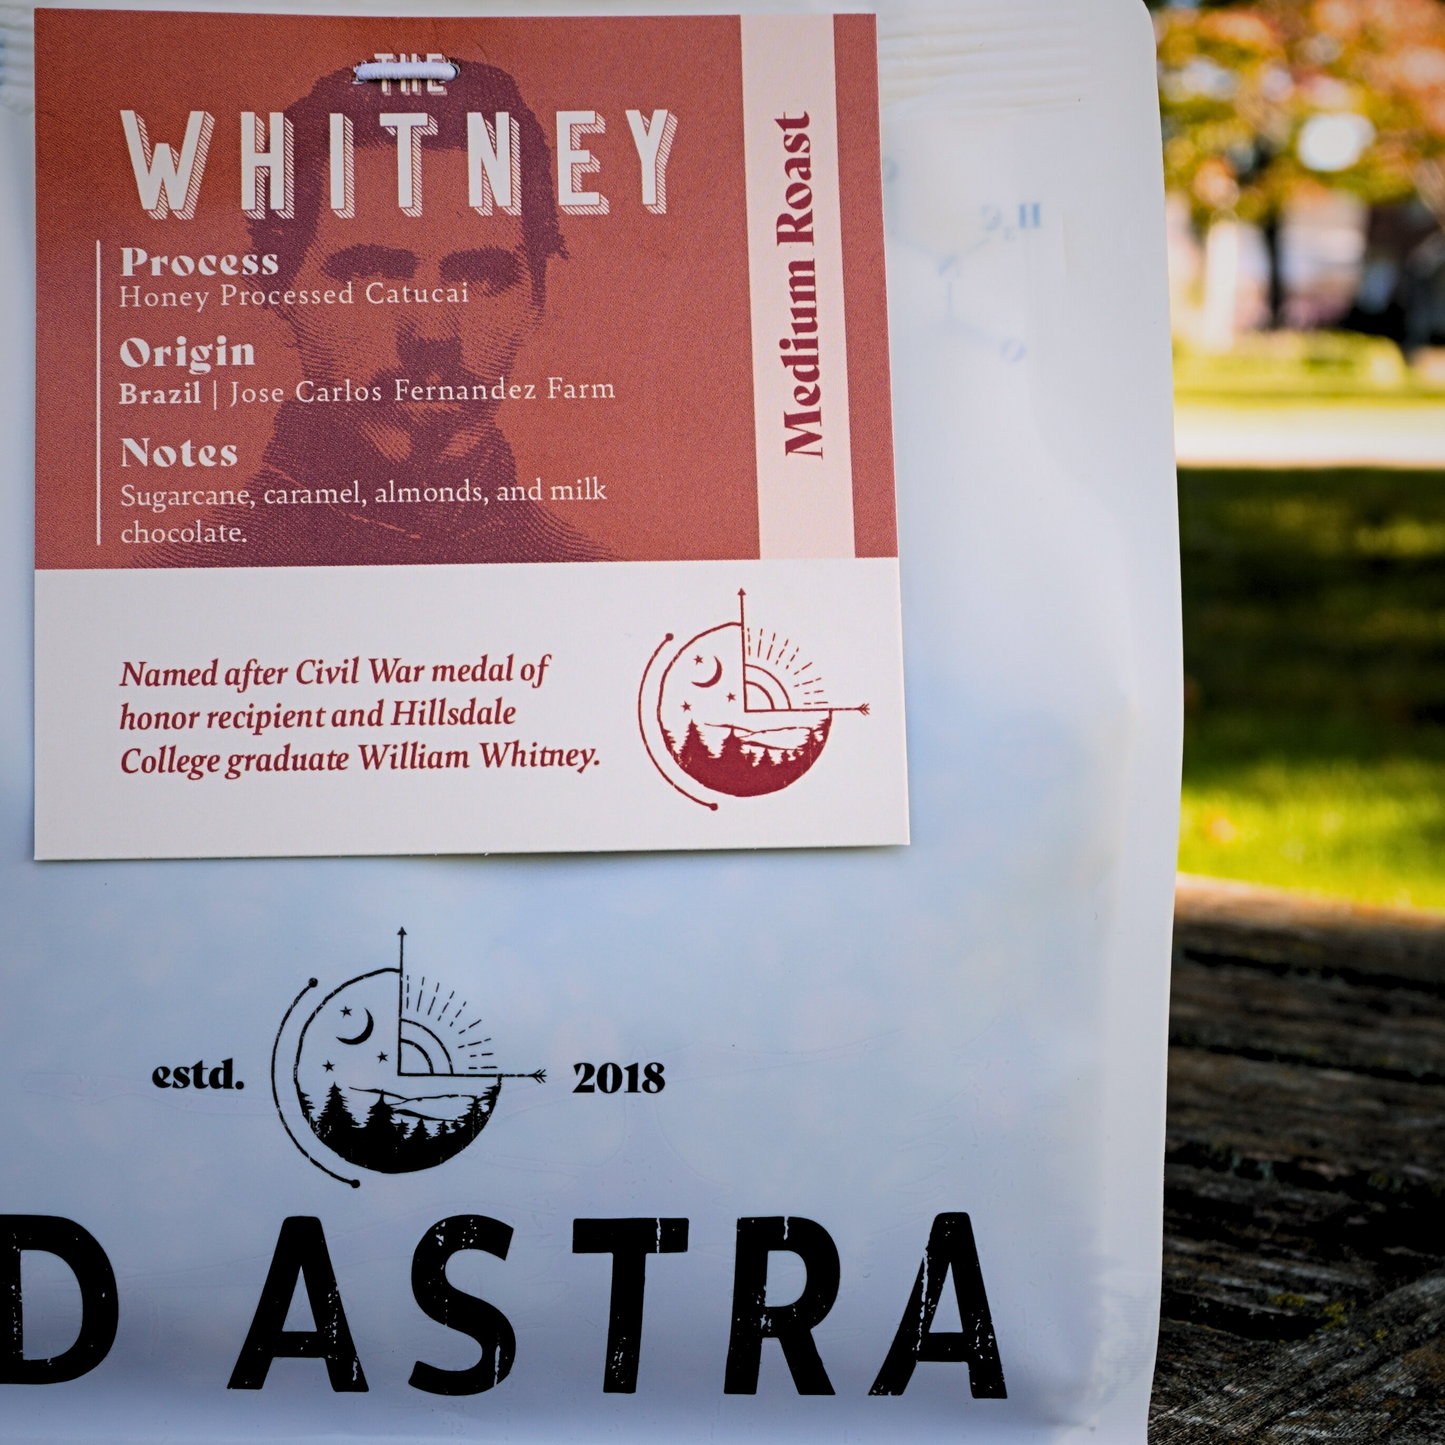 THE
WHITNEY
Process
Honey Processed Catucai
Origin
Brazil | Jose Carlos Fernandez Farm
Notes
Sugarcane, caramel, almonds, and milk
chocolate.
Medium Roast
Named after Civil War medal of
honor recipient and Hillsdale
College graduate William Whitney.
estd. 2018
D ASTRA